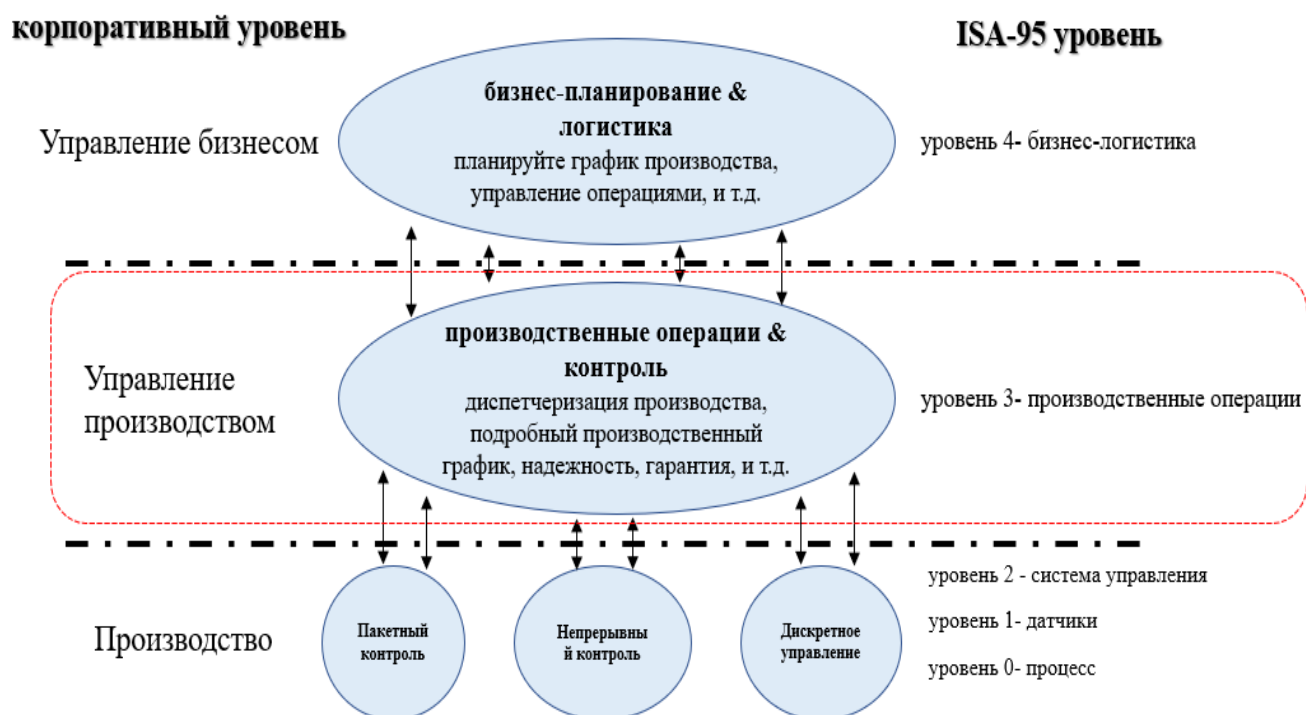 корпоративный уровень
ISA-95 уровень
бизнес-планирование &
логистика
планируйте график производства,
управление операциями, и т.д.
Управление бизнесом
уровень 4- бизнес-логистика
производственные операции &
контроль
диспетчеризация производства,
подробный производственный
график, надежность, гарантия, и т.д.
Управление
производством
уровень 3- производственные операции
Производство
Пакетный
контроль
Непрерывны
й контроль
Дискретное
управление
уровень 2 - система управления
уровень 1- датчики
уровень 0- процесс